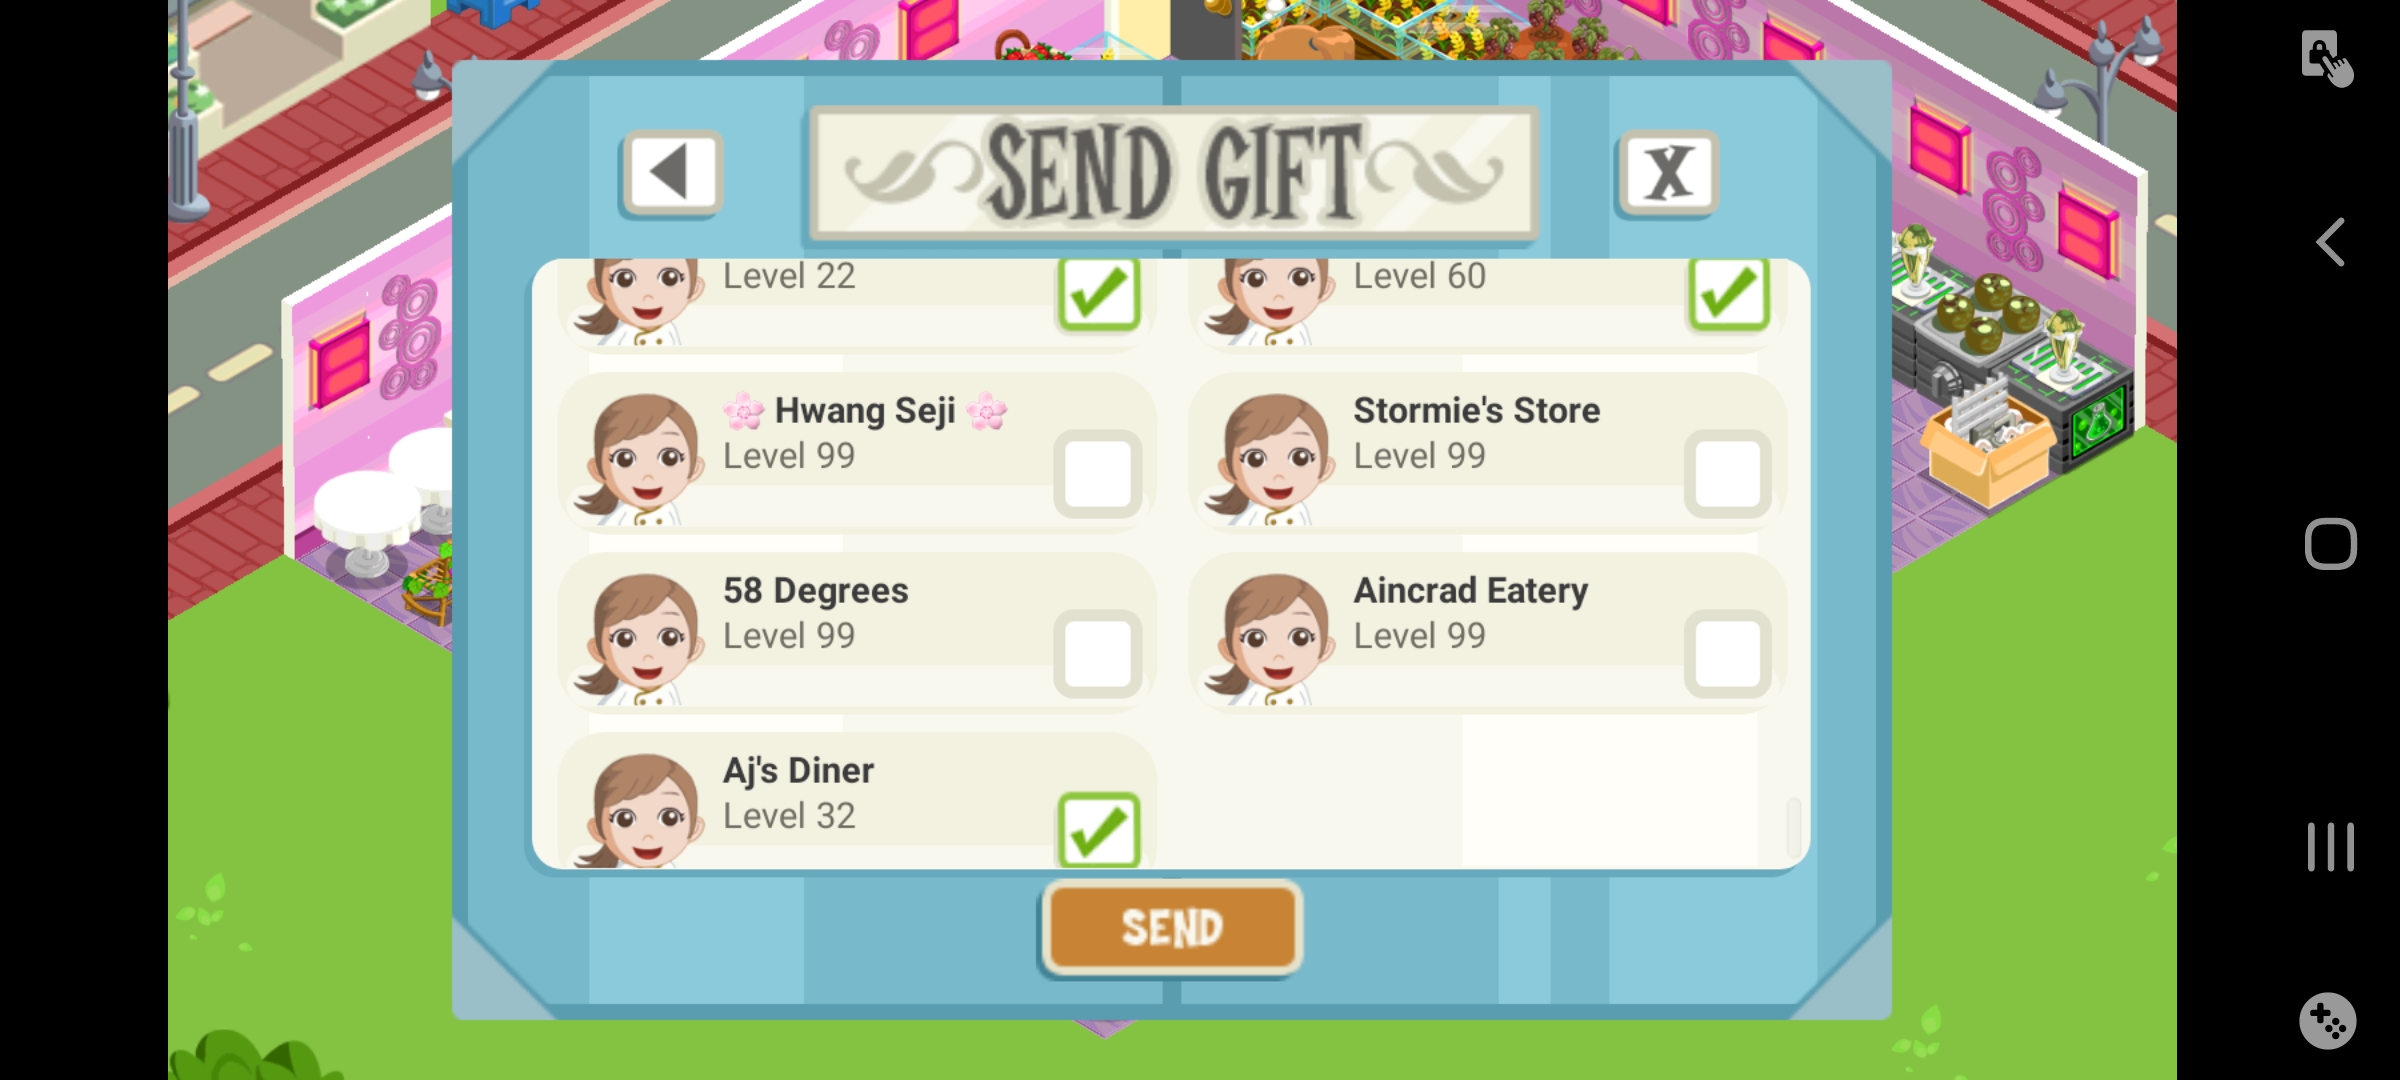 SEND GIFT
X
Level 22
Level 60
🌸 Hwang Seji 🌸
Level 99
Stormie's Store
Level 99
58 Degrees
Level 99
Aincrad Eatery
Level 99
Aj's Diner
Level 32
SEND